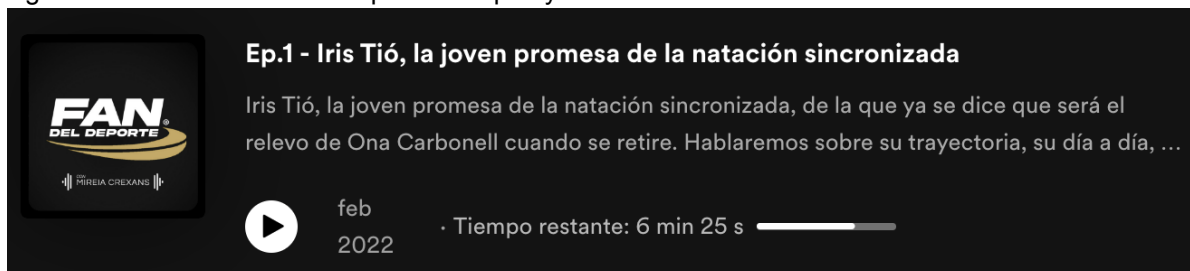 FAN
DEL DEPORTE
CON
MIREIA CREXANS
Ep.1 - Iris Tió, la joven promesa de la natación sincronizada
Iris Tió, la joven promesa de la natación sincronizada, de la que ya se dice que será el
relevo de Ona Carbonell cuando se retire. Hablaremos sobre su trayectoria, su día a día, ...
feb
2022
· Tiempo restante: 6 min 25 s